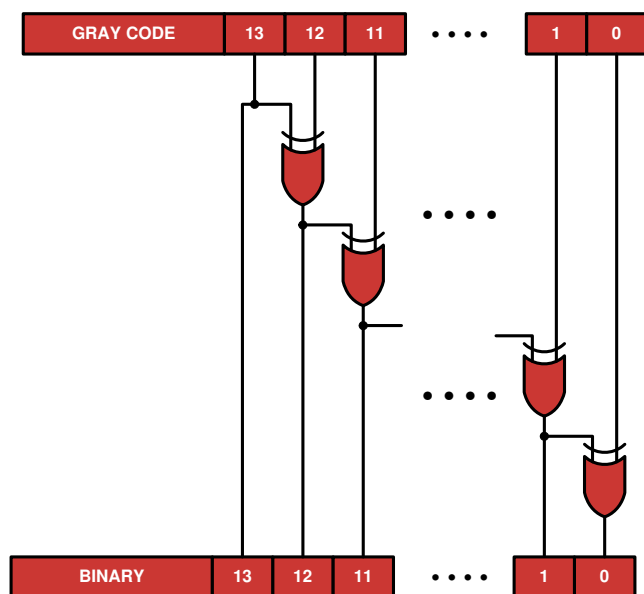 GRAY CODE 13 12 11 • • • • 1 0
BINARY 13 12 11 • • • • 1 0